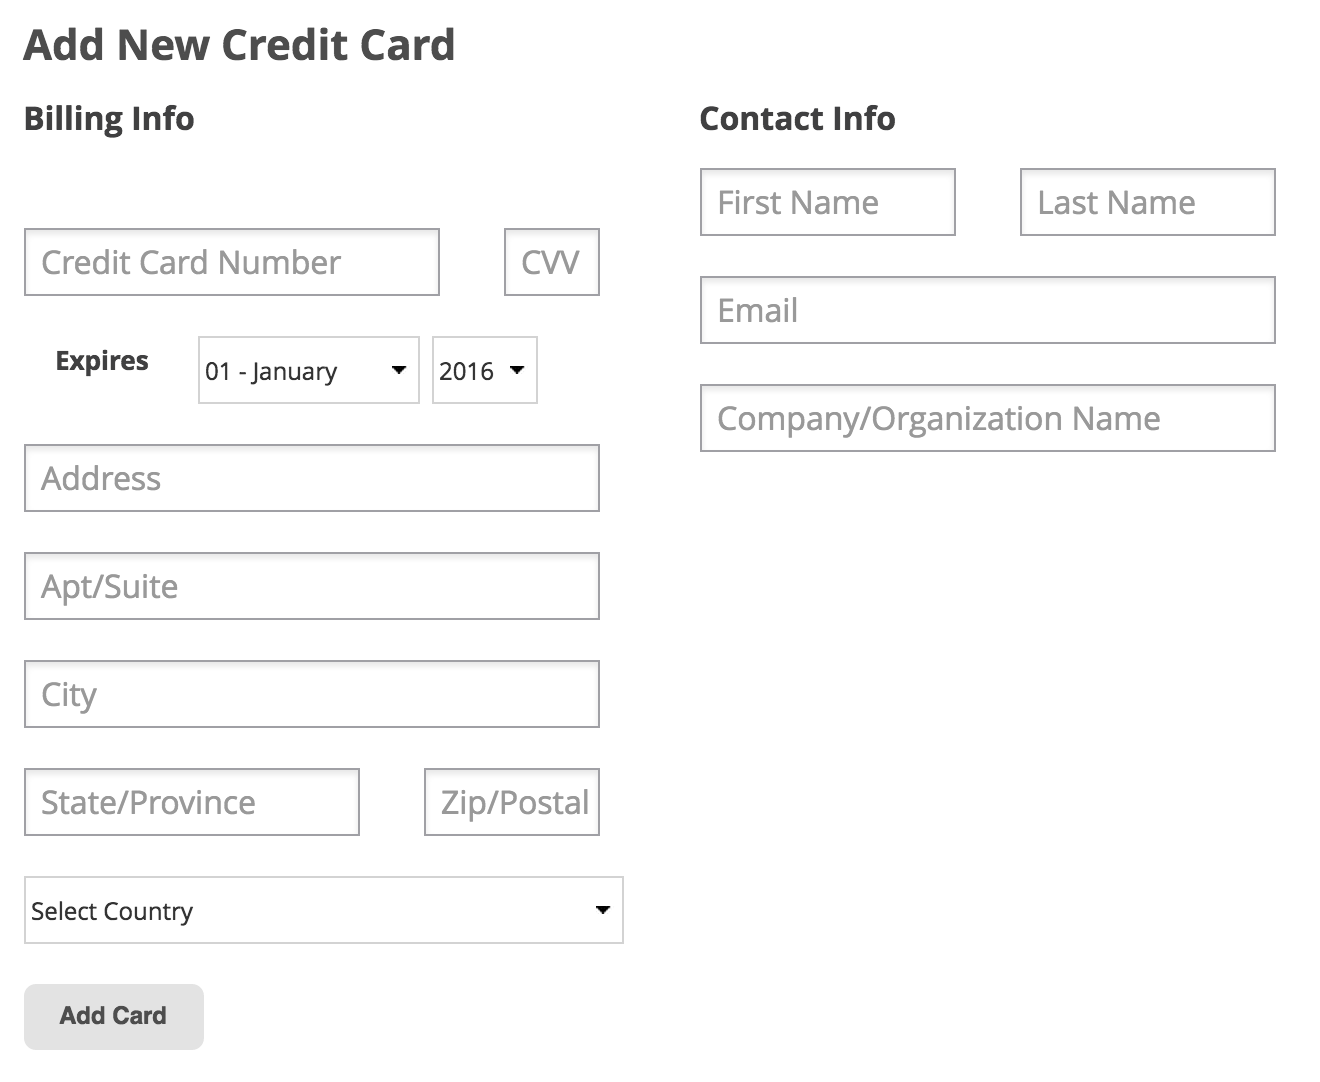 Add New Credit Card
Billing Info
Credit Card Number CVV
Expires 01 - January 2016
Address
Apt/Suite
City
State/Province Zip/Postal
Select Country
Add Card
Contact Info
First Name Last Name
Email
Company/Organization Name